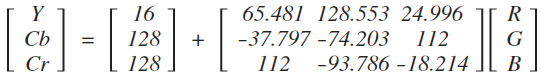 Y 16 65.481 128.553 24.996 R
Cb = 128 + -37.797 -74.203 112 G
Cr 128 112 -93.786 -18.214 B